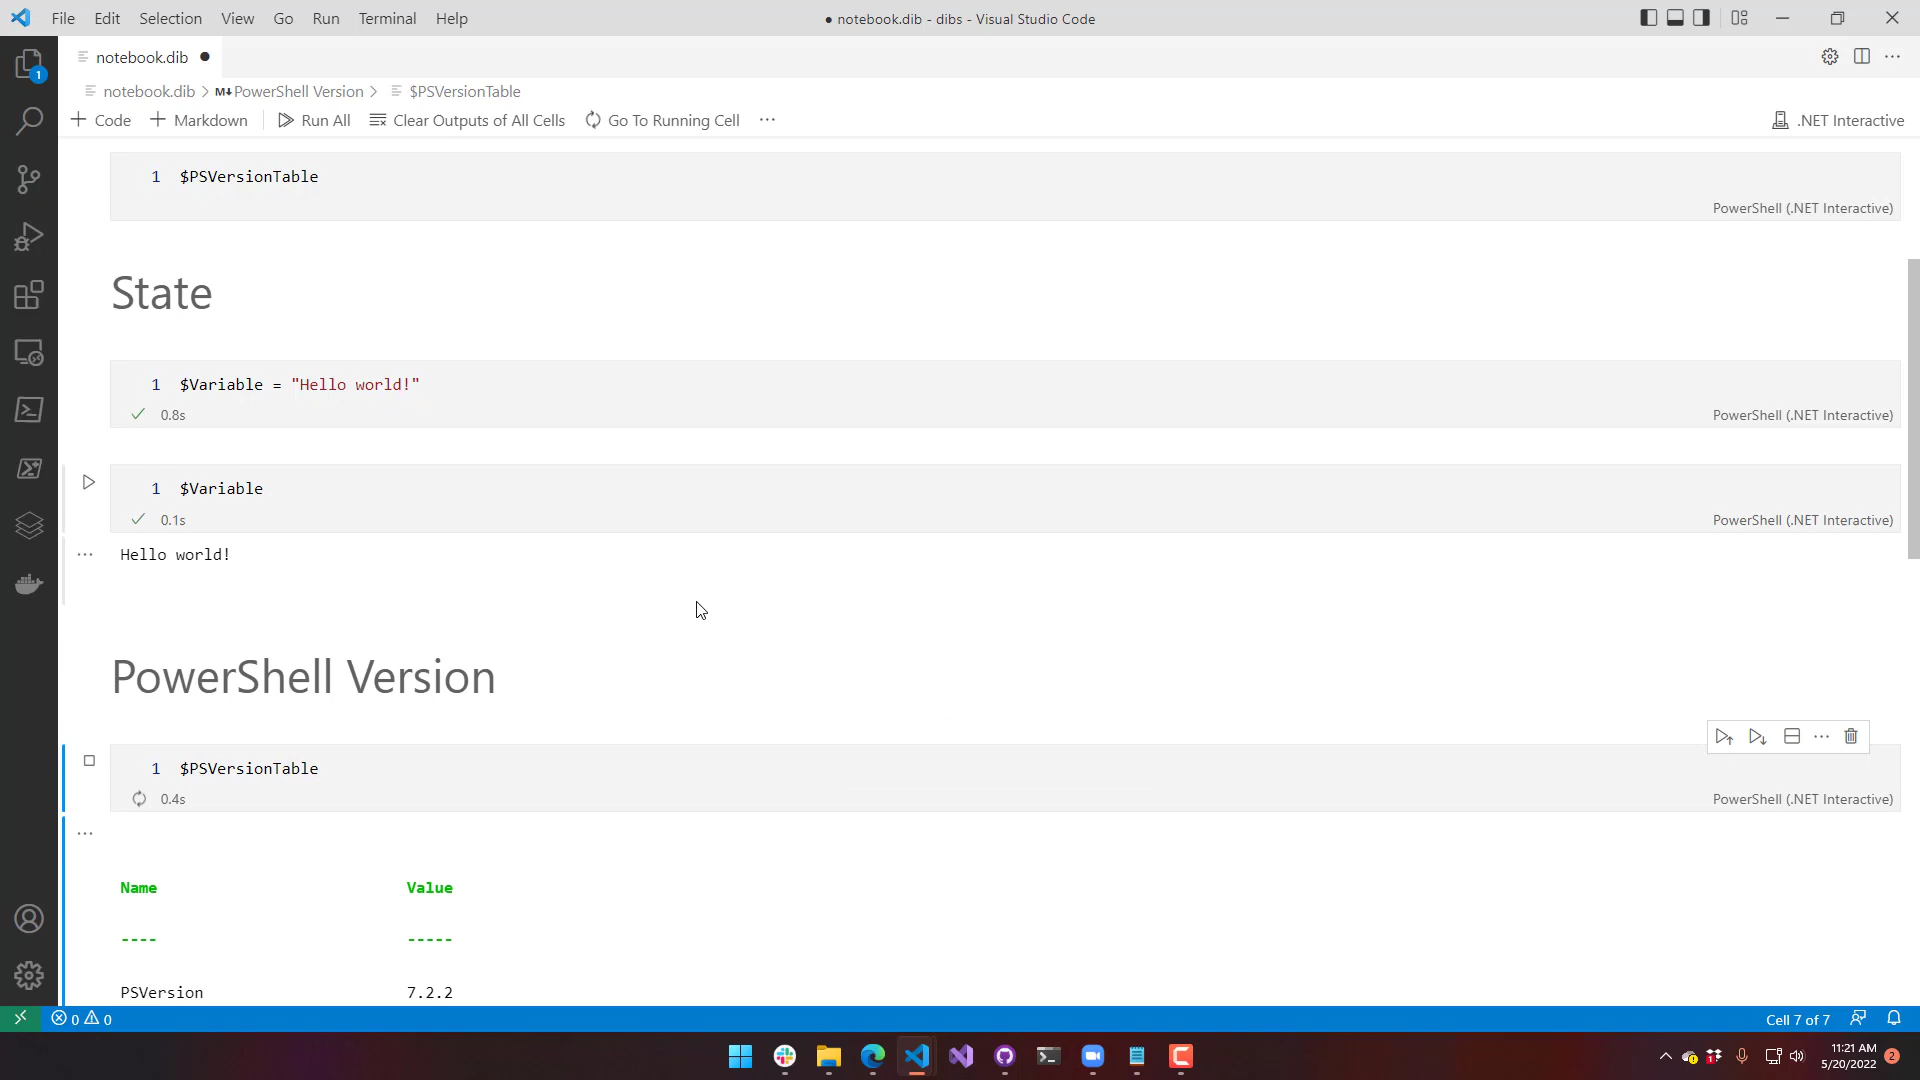 File Edit Selection View Go Run Terminal Help
● notebook.dib - dibs - Visual Studio Code
1
notebook.dib ●
notebook.dib > M↓PowerShell Version > $PSVersionTable
+ Code + Markdown Run All Clear Outputs of All Cells Go To Running Cell ···
.NET Interactive
1 $PSVersionTable
PowerShell (.NET Interactive)
State
1 $Variable = "Hello world!"
0.8s
PowerShell (.NET Interactive)
1 $Variable
0.1s
PowerShell (.NET Interactive)
Hello world!
PowerShell Version
1 $PSVersionTable
0.4s
PowerShell (.NET Interactive)
Name Value
---- -----
PSVersion 7.2.2
0 0
Cell 7 of 7
11:21 AM
5/20/2022
2